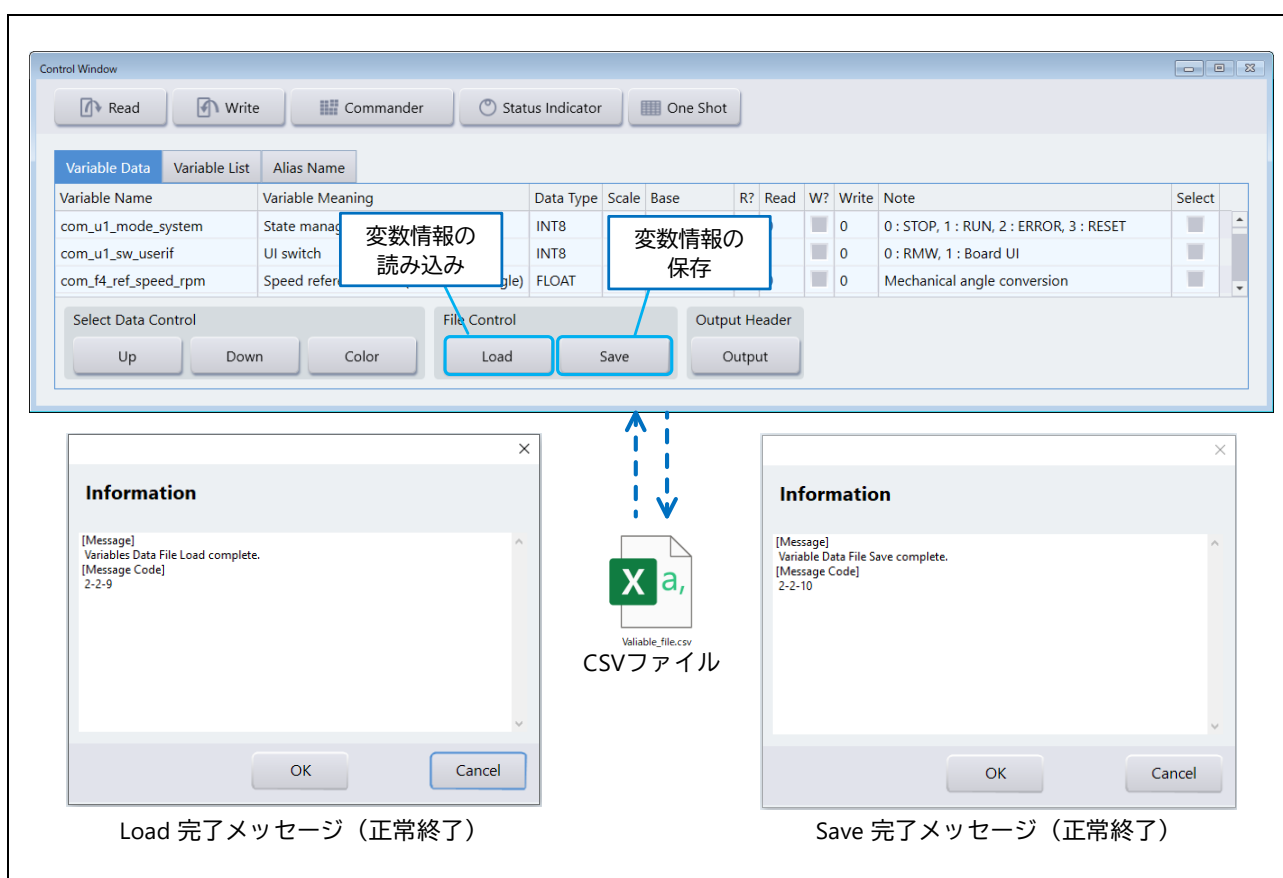 Control Window
Read Write Commander Status Indicator One Shot
Variable Data Variable List Alias Name
Variable Name Variable Meaning Data Type Scale Base R? Read W? Write Note Select
com_u1_mode_system State manag INT8 0 0 : STOP, 1 : RUN, 2 : ERROR, 3 : RESET
com_u1_sw_userif UI switch INT8 0 0 : RMW, 1 : Board UI
com_f4_ref_speed_rpm Speed refer gle) FLOAT 0 Mechanical angle conversion
変数情報の
読み込み
変数情報の
保存
Select Data Control File Control Output Header
Up Down Color Load Save Output
Information
[Message]
Variables Data File Load complete.
[Message Code]
2-2-9
OK Cancel
Load 完了メッセージ（正常終了）
Valiable_file.csv
CSVファイル
Information
[Message]
Variable Data File Save complete.
[Message Code]
2-2-10
OK Cancel
Save 完了メッセージ（正常終了）
X a,